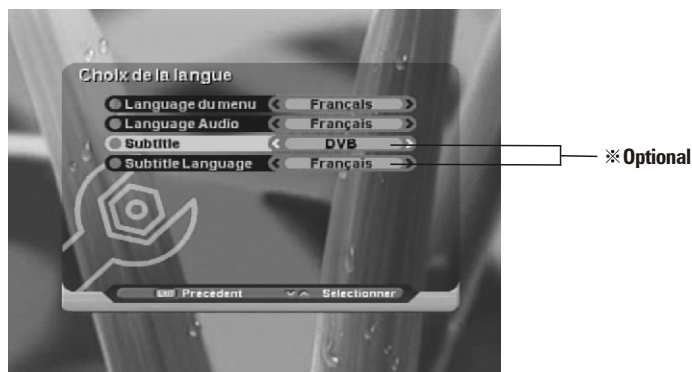 Choix de la langue
Language du menu Français
Language Audio Français
Subtitle DVB
Subtitle Language Français
※Optional
EXIT Precedent Selectionner